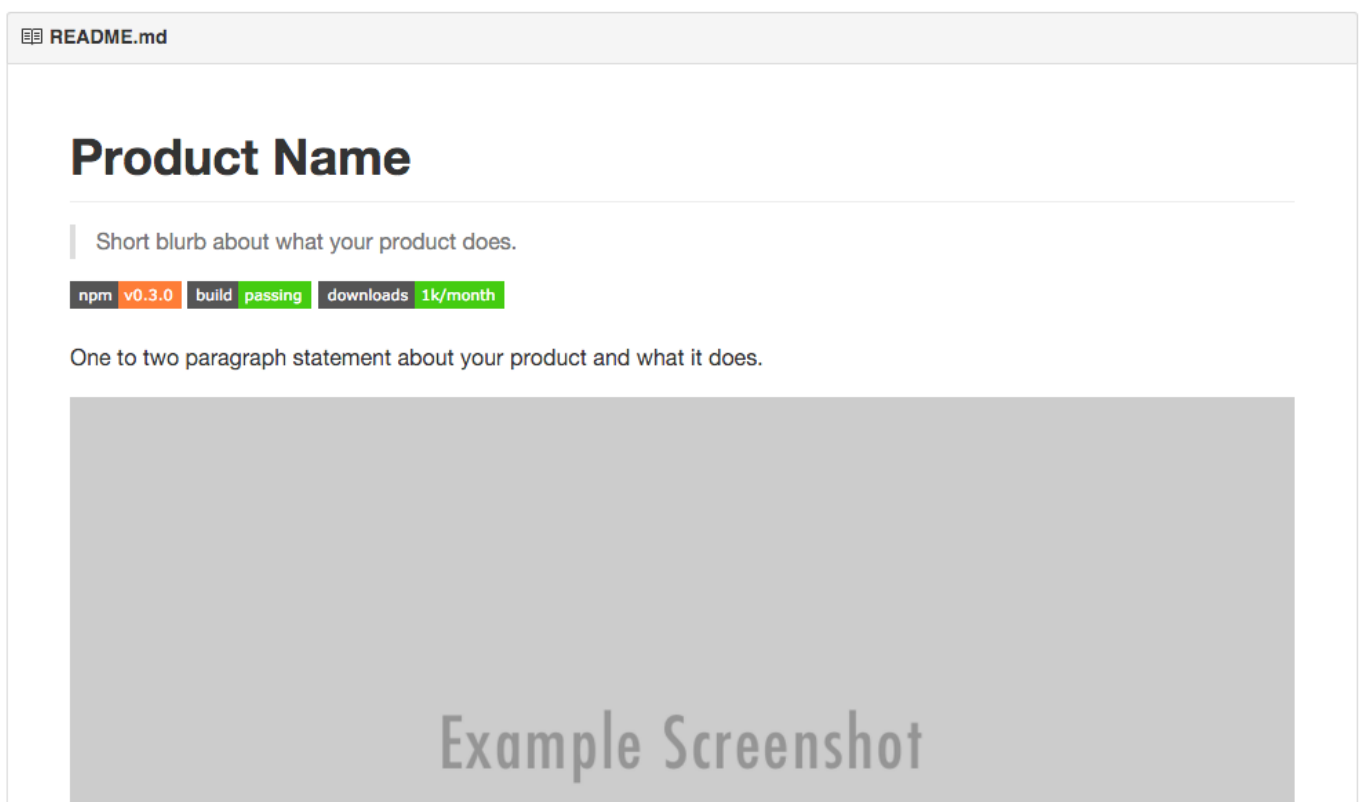 README.md
Product Name
Short blurb about what your product does.
npm v0.3.0 build passing downloads 1k/month
One to two paragraph statement about your product and what it does.
Example Screenshot